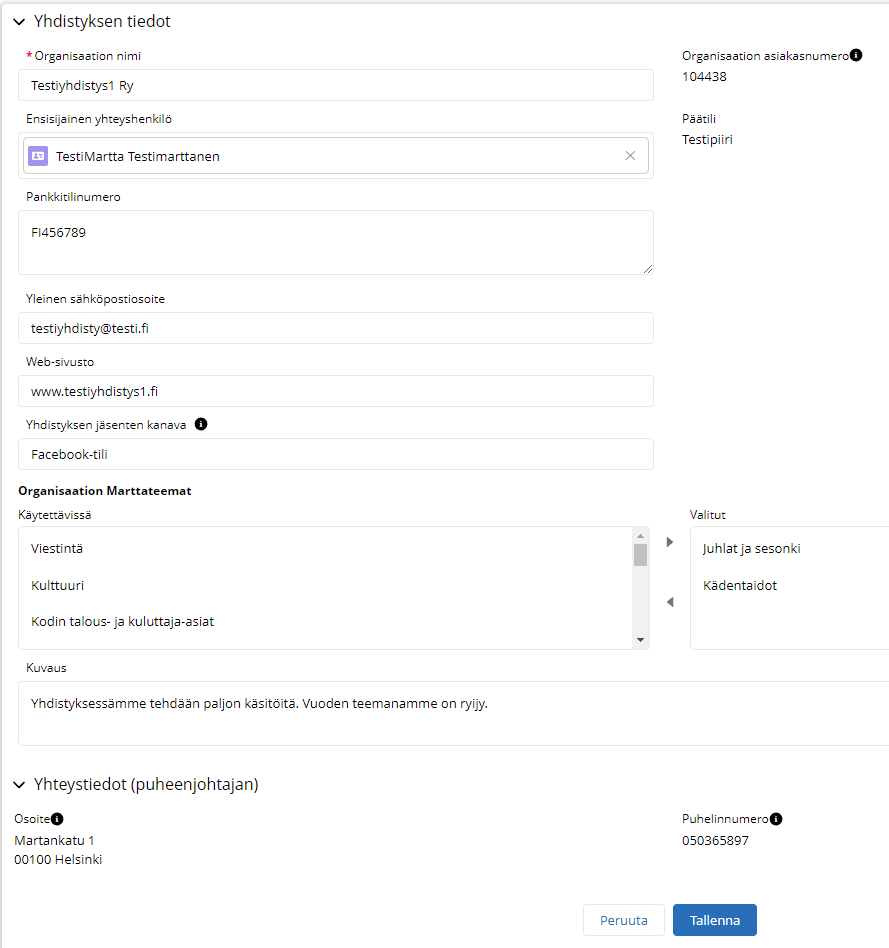 Yhdistyksen tiedot
* Organisaation nimi
Testiyhdistys1 Ry
Organisaation asiakasnumero
104438
Ensisijainen yhteyshenkilö
TestiMartta Testimarttanen
Päätili
Testipiiri
Pankkitilinumero
FI456789
Yleinen sähköpostiosoite
testiyhdisty@testi.fi
Web-sivusto
www.testiyhdistys1.fi
Yhdistyksen jäsenten kanava
Facebook-tili
Organisaation Marttateemat
Käytettävissä
Viestintä
Kulttuuri
Kodin talous- ja kuluttaja-asiat
Valitut
Juhlat ja sesonki
Kädentaidot
Kuvaus
Yhdistyksessämme tehdään paljon käsitöitä. Vuoden teemanamme on ryijy.
Yhteystiedot (puheenjohtajan)
Osoite
Martankatu 1
00100 Helsinki
Puhelinnumero
050365897
Peruuta
Tallenna